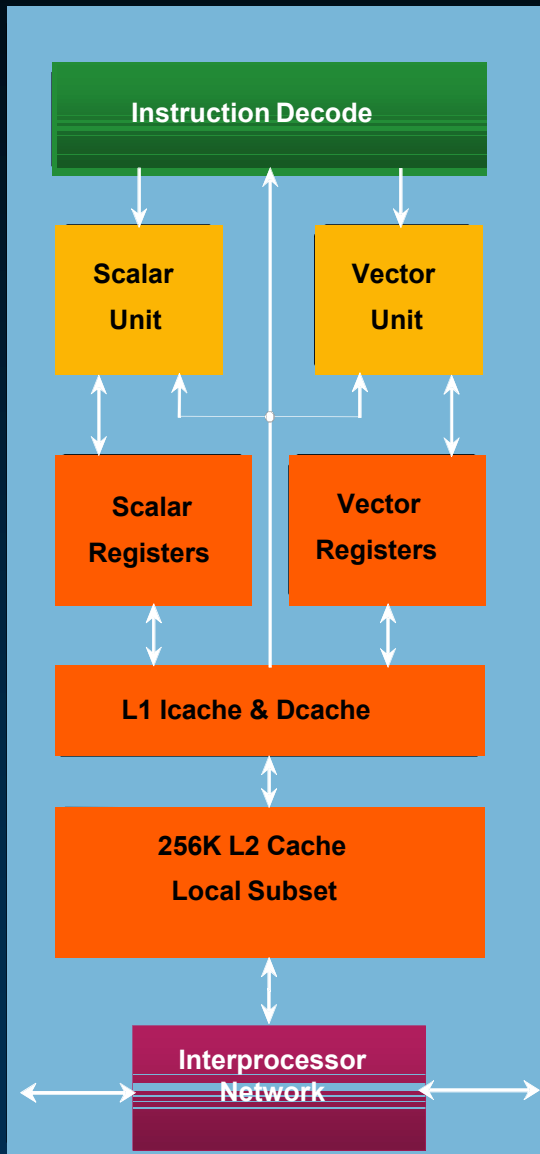 Instruction Decode
Scalar
Unit
Vector
Unit
Scalar
Registers
Vector
Registers
L1 Icache & Dcache
256K L2 Cache
Local Subset
Interprocessor
Network